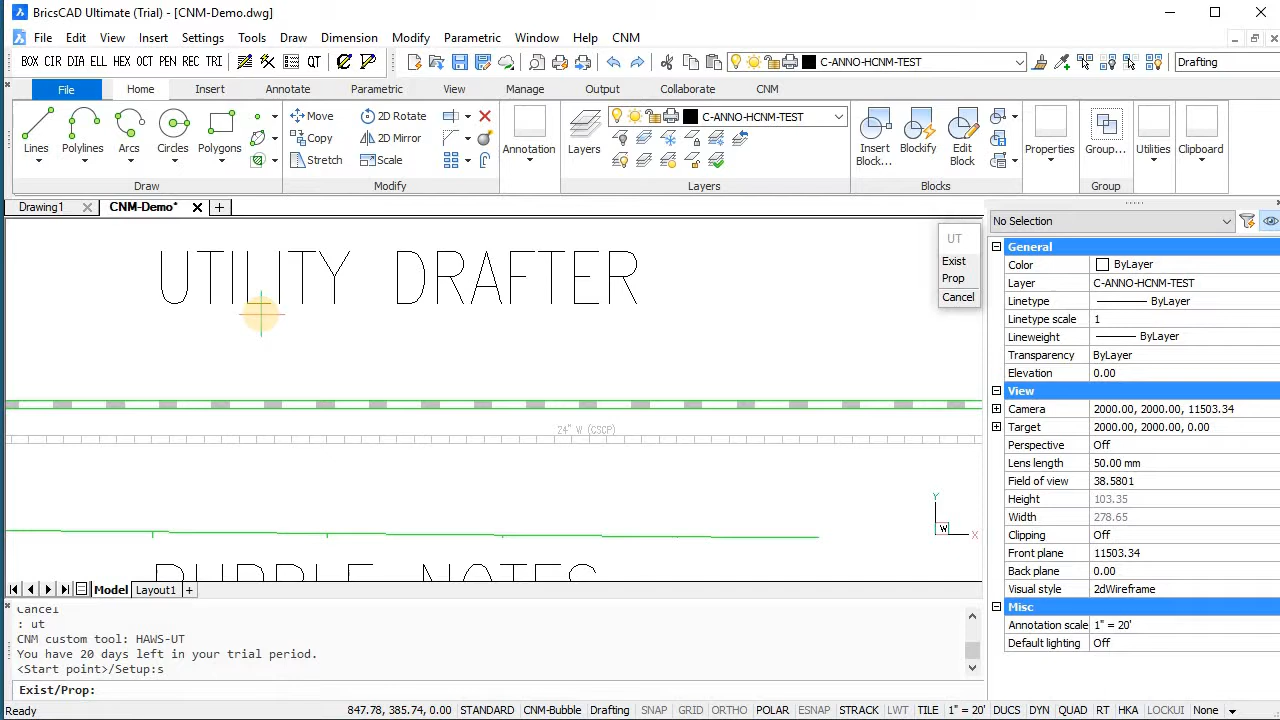 BricsCAD Ultimate (Trial) - [CNM-Demo.dwg]
File Edit View Insert Settings Tools Draw Dimension Modify Parametric Window Help CNM
BOX CIR DIA ELL HEX OCT PEN REC TRI QT C-ANNO-HCNM-TEST Drafting
File Home Insert Annotate Parametric View Manage Output Collaborate CNM
Lines Polylines Arcs Circles Polygons
Move 2D Rotate
Copy 2D Mirror
Stretch Scale
Annotation
Layers C-ANNO-HCNM-TEST
Insert Block... Blockify Edit Block
Properties Group... Utilities Clipboard
Draw Modify Layers Blocks Group
Drawing1 CNM-Demo*
UTILITY DRAFTER
UT
Exist
Prop
Cancel
24" W (CSCP)
Y
W
X
BUBBLE NOTES
Model Layout1
Cancel
: ut
CNM custom tool: HAWS-UT
You have 20 days left in your trial period.
<Start point>/Setup:s
Exist/Prop:
No Selection
General
Color ByLayer
Layer C-ANNO-HCNM-TEST
Linetype ByLayer
Linetype scale 1
Lineweight ByLayer
Transparency ByLayer
Elevation 0.00
View
Camera 2000.00, 2000.00, 11503.34
Target 2000.00, 2000.00, 0.00
Perspective Off
Lens length 50.00 mm
Field of view 38.5801
Height 103.35
Width 278.65
Clipping Off
Front plane 11503.34
Back plane 0.00
Visual style 2dWireframe
Misc
Annotation scale 1" = 20'
Default lighting Off
Ready 847.78, 385.74, 0.00 STANDARD CNM-Bubble Drafting SNAP GRID ORTHO POLAR ESNAP STRACK LWT TILE 1" = 20' DUCS DYN QUAD RT HKA LOCKUI None